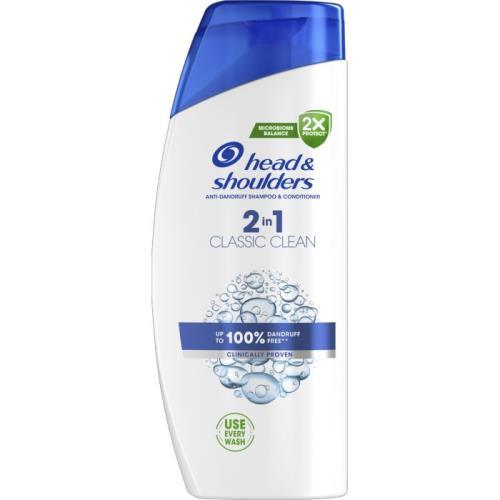 MICROBIOME
BALANCE
2X
PROTECT*
head &
shoulders
ANTI-DANDRUFF SHAMPOO & CONDITIONER
2in1
CLASSIC CLEAN
UP
TO
100%
DANDRUFF
FREE**
CLINICALLY PROVEN
USE
EVERY
WASH